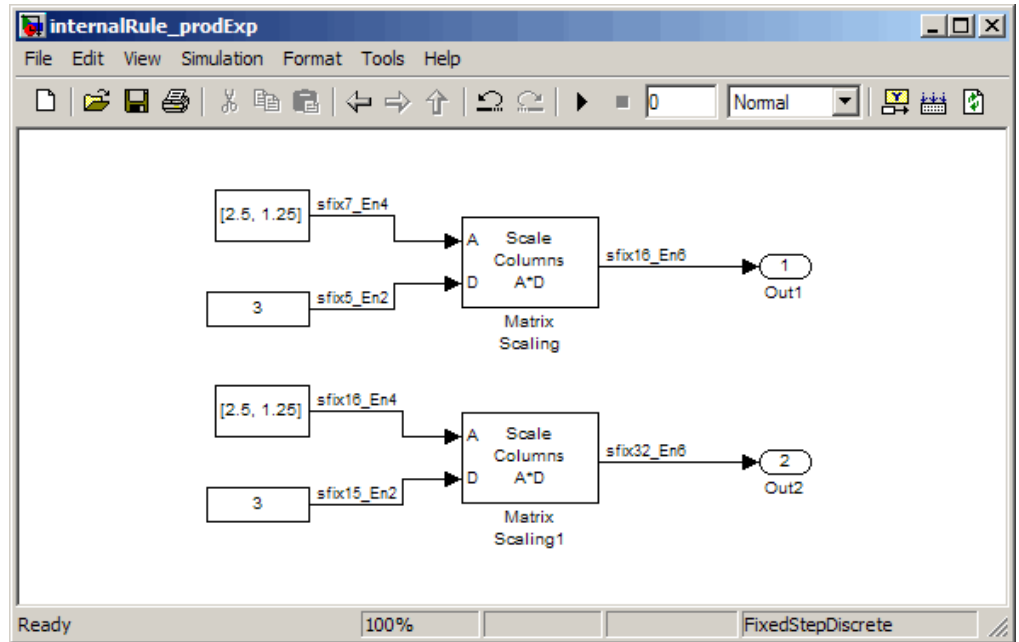 internalRule_prodExp
File Edit View Simulation Format Tools Help
0
Normal
[2.5, 1.25]
sfix7_En4
3
sfix5_En2
A
D
Scale
Columns
A*D
Matrix
Scaling
sfix16_En6
1
Out1
[2.5, 1.25]
sfix16_En4
3
sfix15_En2
A
D
Scale
Columns
A*D
Matrix
Scaling1
sfix32_En6
2
Out2
Ready
100%
FixedStepDiscrete